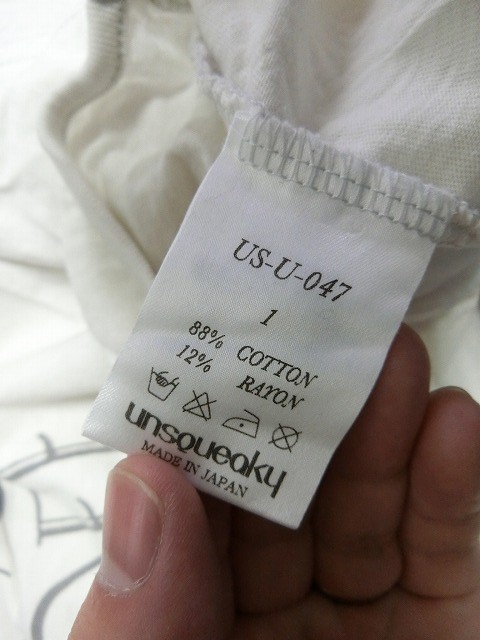 US-U-047
1
88% COTTON
12% RAYON
unsqueaky
MADE IN JAPAN